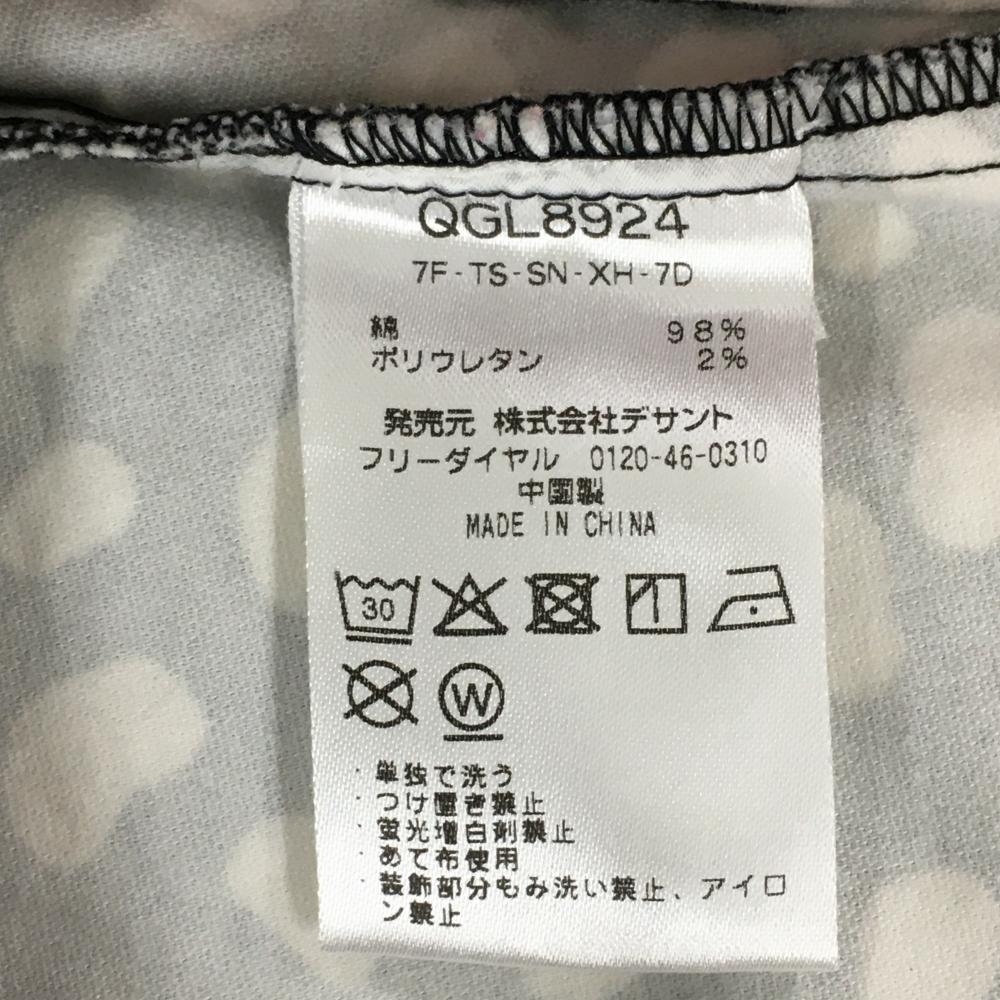 QGL8924
7F-TS-SN-XH-7D
綿 98%
ポリウレタン 2%
発売元 株式会社デサント
フリーダイヤル 0120-46-0310
中国製
MADE IN CHINA
30
W
・単独で洗う
・つけ置き禁止
・蛍光増白剤禁止
・あて布使用
・装飾部分もみ洗い禁止、アイロ
ン禁止